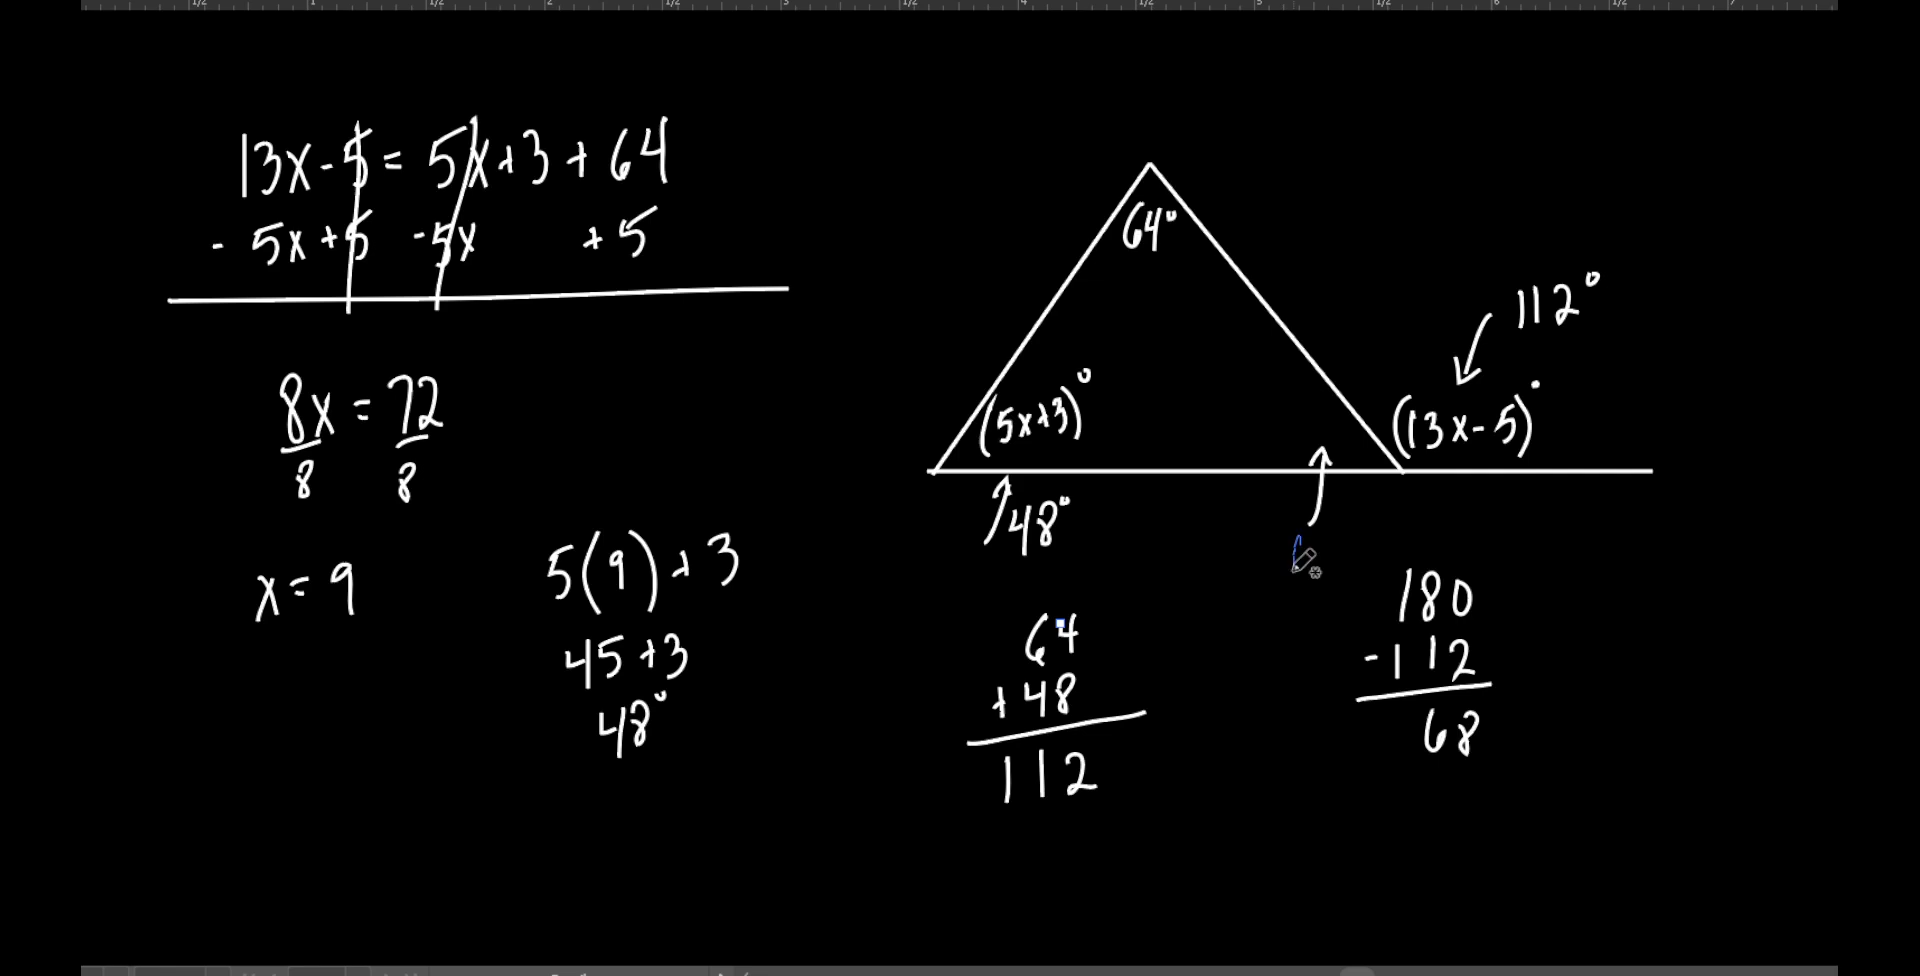 13x-5 = 5x+3 + 64
- 5x +5 -5x + 5
8x = 72
8 8
x = 9
5(9) + 3
45 + 3
48°
64°
(5x+3)°
112°
(13x-5)°
48°
64
+ 48
112
180
- 112
68